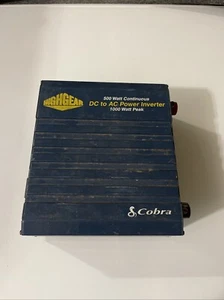 HIGHGEAR
500 Watt Continuous
DC to AC Power Inverter
1000 Watt Peak
Cobra